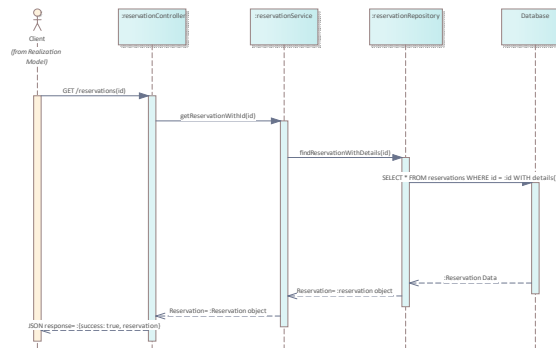 :reservationController
:reservationService
:reservationRepository
Database
Client
(from Realization
Model)
GET /reservations(id)
getReservationWithId(id)
findReservationWithDetails(id)
SELECT * FROM reservations WHERE id = :id WITH details(
:Reservation Data
Reservation= :reservation object
Reservation= :Reservation object
JSON response= :{success: true, reservation}